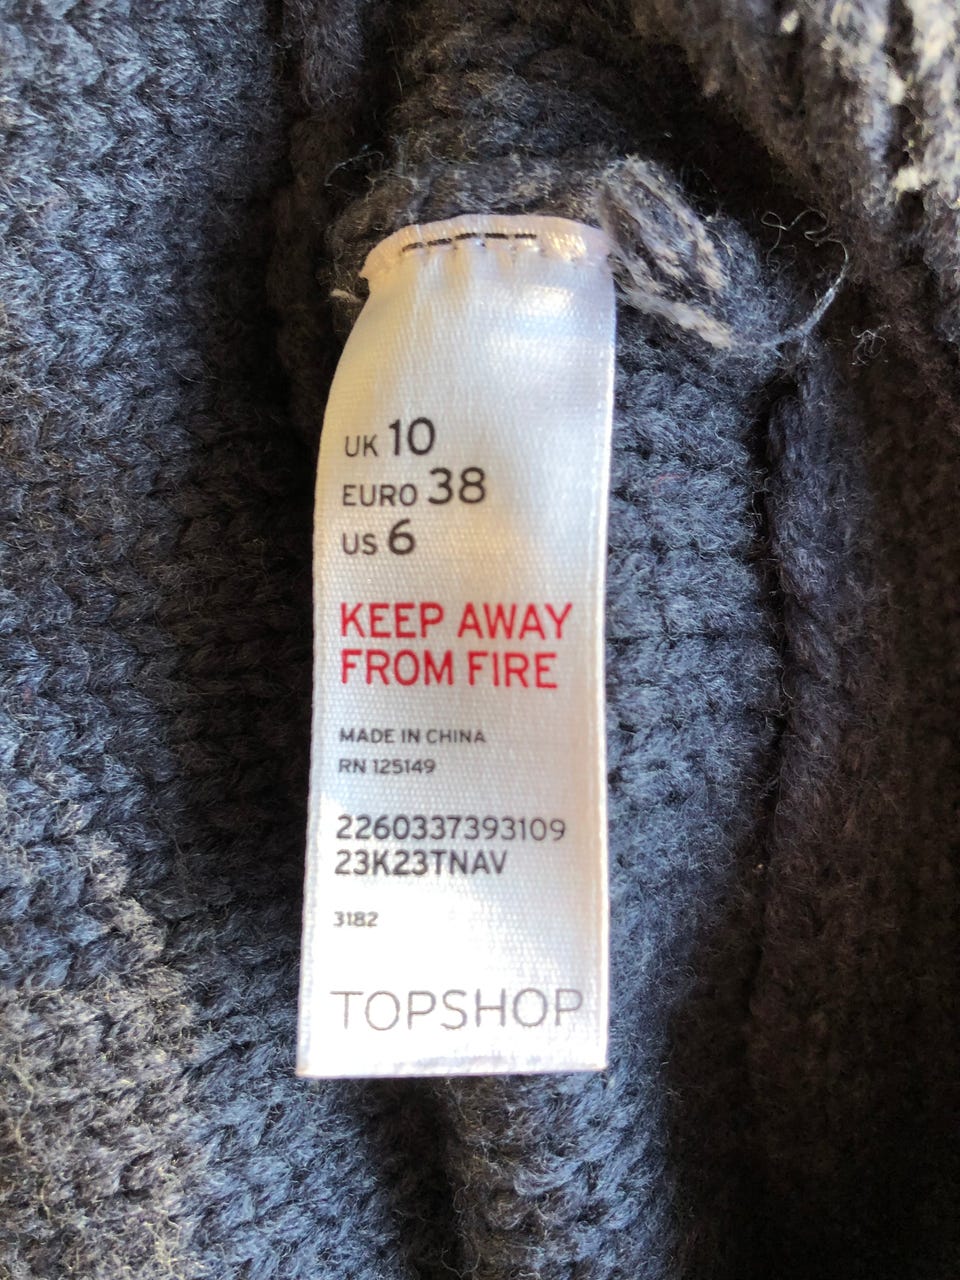 UK 10
EURO 38
US 6
KEEP AWAY
FROM FIRE
MADE IN CHINA
RN 125149
2260337393109
23K23TNAV
3182
TOPSHOP